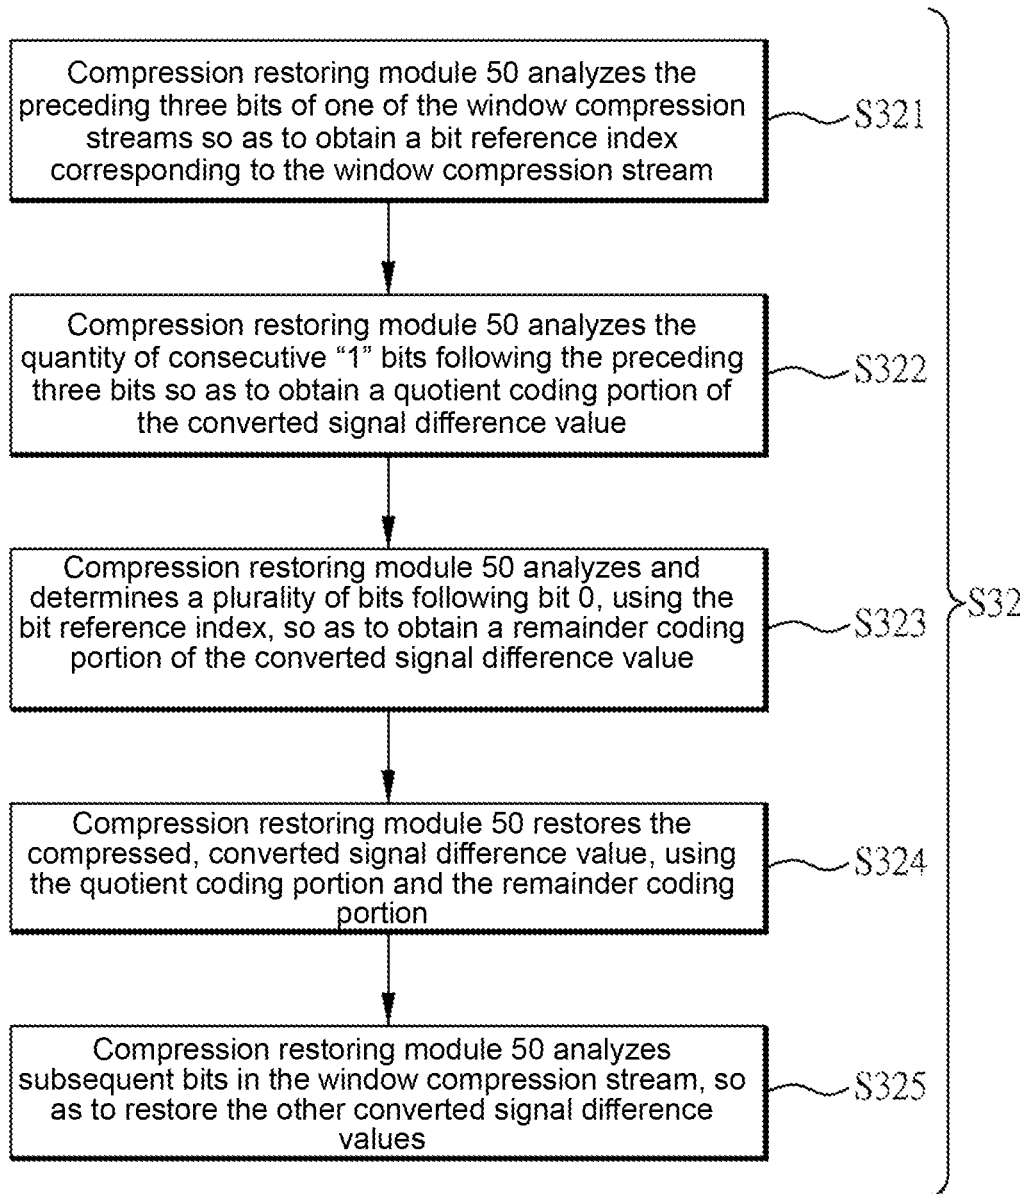 Compression restoring module 50 analyzes the
preceding three bits of one of the window compression
streams so as to obtain a bit reference index
corresponding to the window compression stream
S321
Compression restoring module 50 analyzes the
quantity of consecutive “1” bits following the preceding
three bits so as to obtain a quotient coding portion of
the converted signal difference value
S322
Compression restoring module 50 analyzes and
determines a plurality of bits following bit 0, using the
bit reference index, so as to obtain a remainder coding
portion of the converted signal difference value
S323
S32
Compression restoring module 50 restores the
compressed, converted signal difference value, using
the quotient coding portion and the remainder coding
portion
S324
Compression restoring module 50 analyzes
subsequent bits in the window compression stream, so
as to restore the other converted signal difference
values
S325